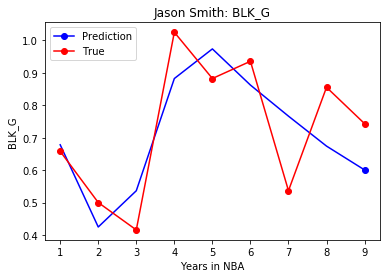 Jason Smith: BLK_G
Prediction
True
BLK_G
1.0
0.9
0.8
0.7
0.6
0.5
0.4
1 2 3 4 5 6 7 8 9
Years in NBA